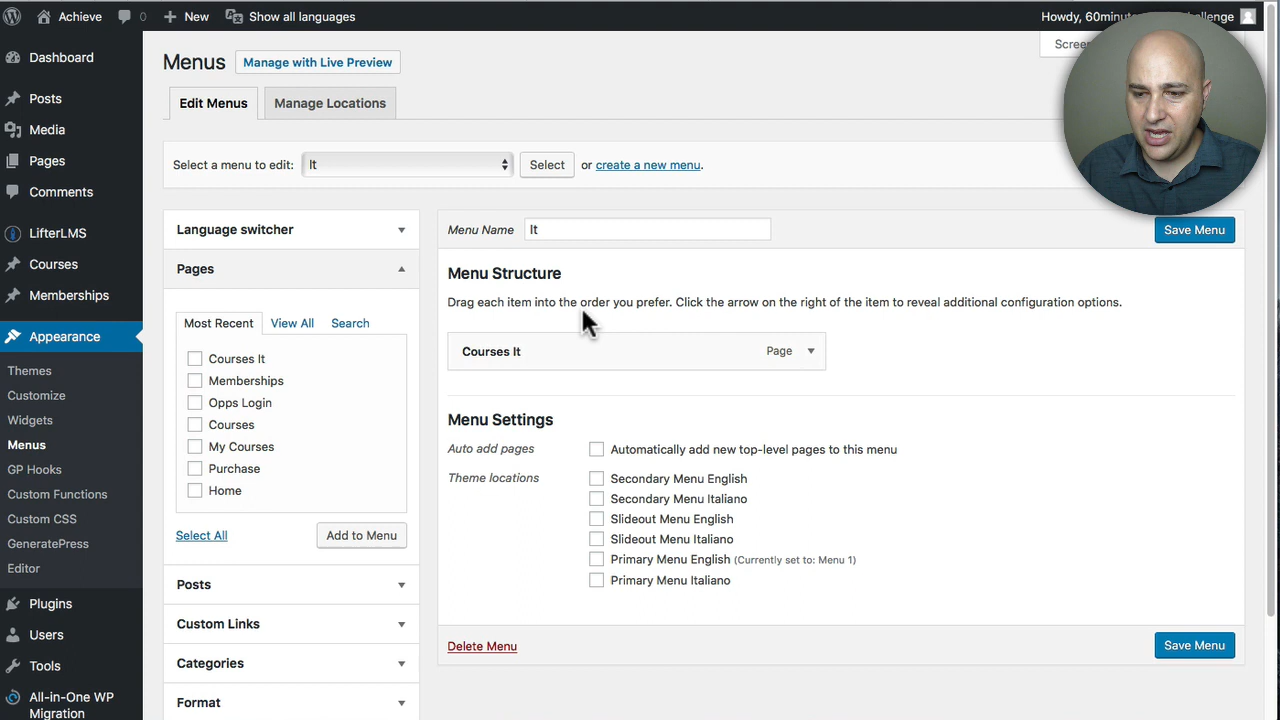 Achieve 0 New Show all languages Howdy, 60minut
Dashboard
Posts
Media
Pages
Comments
LifterLMS
Courses
Memberships
Appearance
Themes
Customize
Widgets
Menus
GP Hooks
Custom Functions
Custom CSS
GeneratePress
Editor
Plugins
Users
Tools
All-in-One WP
Migration
Menus Manage with Live Preview
Edit Menus Manage Locations
Select a menu to edit: It Select or create a new menu.
Language switcher
Pages
Most Recent View All Search
Courses It
Memberships
Opps Login
Courses
My Courses
Purchase
Home
Select All Add to Menu
Posts
Custom Links
Categories
Format
Menu Name It Save Menu
Menu Structure
Drag each item into the order you prefer. Click the arrow on the right of the item to reveal additional configuration options.
Courses It Page
Menu Settings
Auto add pages Automatically add new top-level pages to this menu
Theme locations Secondary Menu English
Secondary Menu Italiano
Slideout Menu English
Slideout Menu Italiano
Primary Menu English (Currently set to: Menu 1)
Primary Menu Italiano
Delete Menu Save Menu